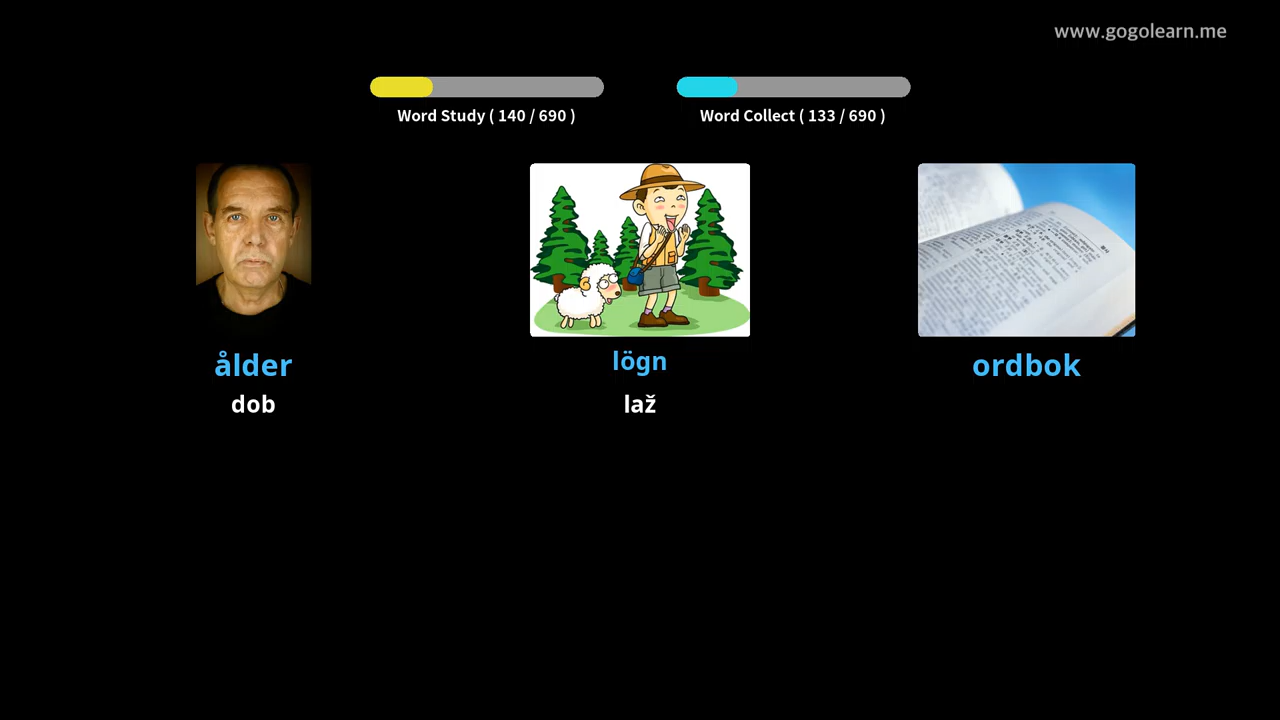 www.gogolearn.me
Word Study ( 140 / 690 )
Word Collect ( 133 / 690 )
ålder
lögn
ordbok
dob
laž